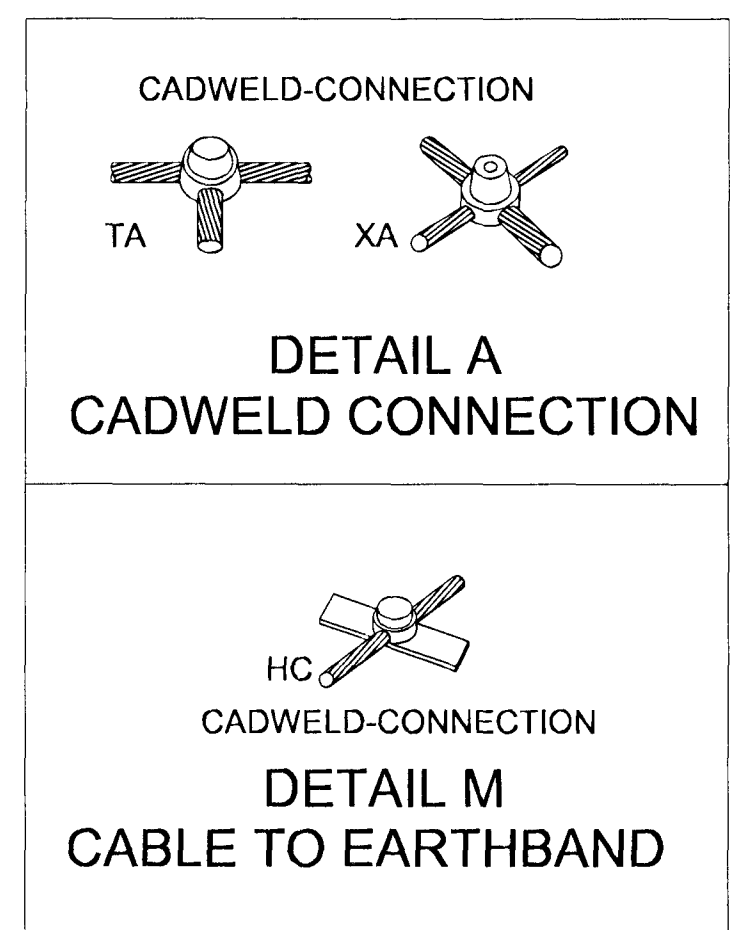 CADWELD-CONNECTION
TA
XA
DETAIL A
CADWELD CONNECTION
HC
CADWELD-CONNECTION
DETAIL M
CABLE TO EARTHBAND